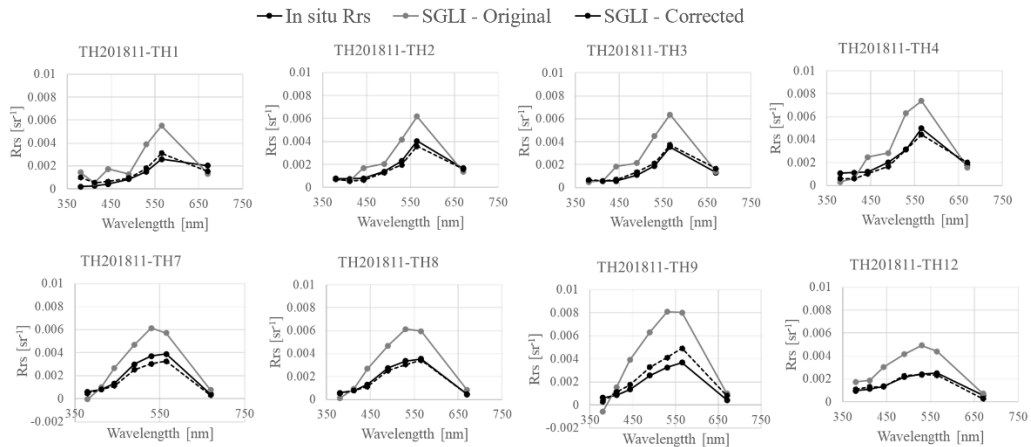 In situ Rrs SGLI - Original SGLI - Corrected
TH201811-TH1 TH201811-TH2 TH201811-TH3 TH201811-TH4
0.01 0.01 0.01 0.01
0.008 0.008 0.008 0.008
0.006 0.006 0.006 0.006
0.004 0.004 0.004 0.004
0.002 0.002 0.002 0.002
0 0 0 0
Rrs [sr-1] Rrs [sr-1] Rrs [sr-1] Rrs [sr-1]
350 450 550 650 750 350 450 550 650 750 350 450 550 650 750 350 450 550 650 750
Wavelengtth [nm] Wavelengtth [nm] Wavelengtth [nm] Wavelengtth [nm]
TH201811-TH7 TH201811-TH8 TH201811-TH9 TH201811-TH12
0.01 0.01 0.01 0.01
0.008 0.008 0.008 0.008
0.006 0.006 0.006 0.006
0.004 0.004 0.004 0.004
0.002 0.002 0.002 0.002
0 0 0 0
-0.002 -0.002
Rrs [sr-1] Rrs [sr-1] Rrs [sr-1] Rrs [sr-1]
350 450 550 650 750 350 450 550 650 750 350 450 550 650 750 350 450 550 650 750
Wavelengtth [nm] Wavelengtth [nm] Wavelengtth [nm] Wavelengtth [nm]